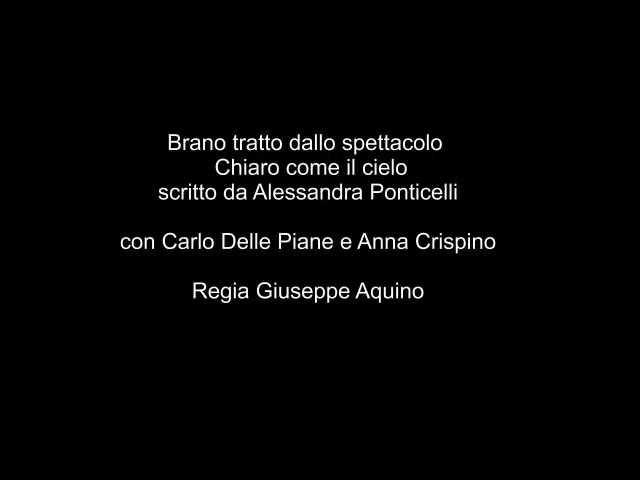 Brano tratto dallo spettacolo
Chiaro come il cielo
scritto da Alessandra Ponticelli
con Carlo Delle Piane e Anna Crispino
Regia Giuseppe Aquino